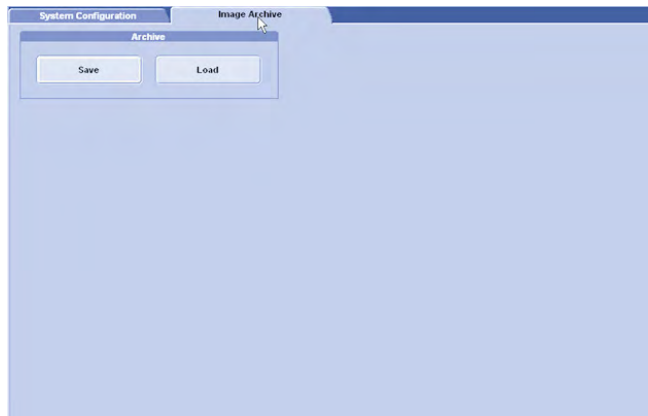 System Configuration
Image Archive
Archive
Save
Load